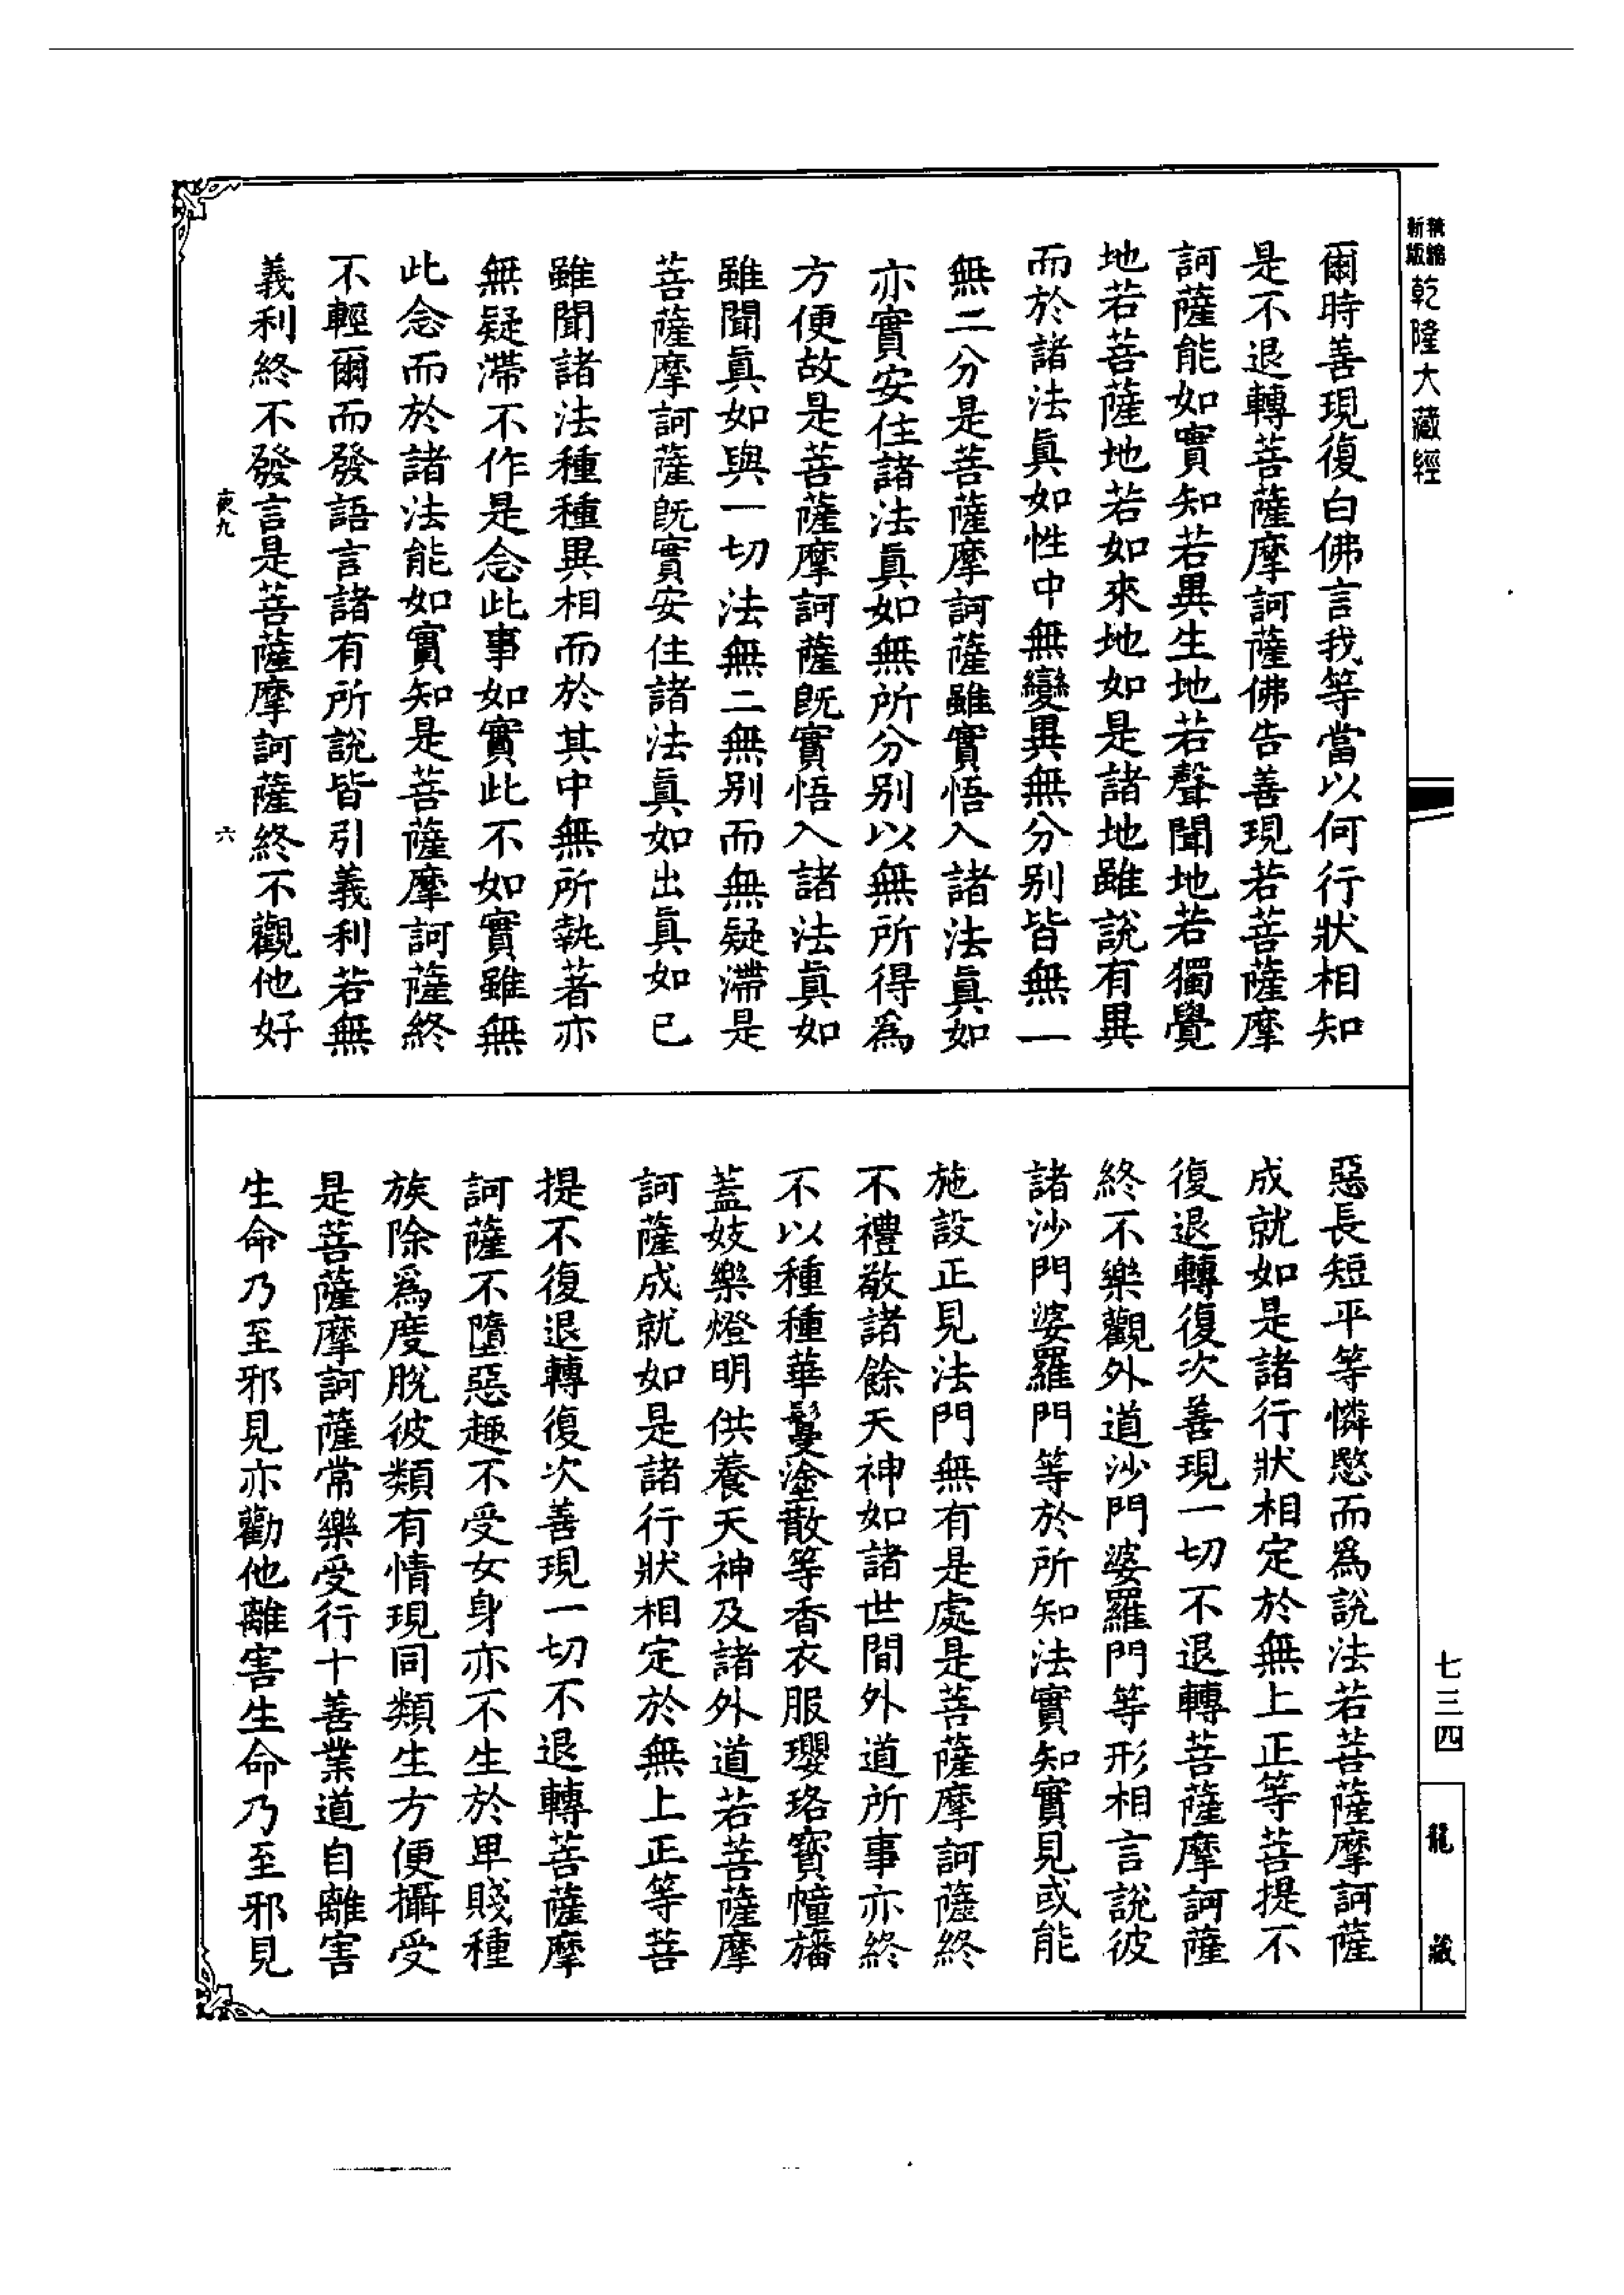 新版精縮
乾隆大藏經
爾時善現復白佛言我等當以何行狀相知
是不退轉菩薩摩訶薩佛告善現若菩薩摩
訶薩能如實知若異生地若聲聞地若獨覺
地若菩薩地若如來地如是諸地雖說有異
而於諸法眞如性中無變異無分別皆無一
無二分是菩薩摩訶薩雖實悟入諸法眞如
亦實安住諸法眞如無所分別以無所得爲
方便故是菩薩摩訶薩旣實悟入諸法眞如
雖聞眞如與一切法無二無別而無疑滯是
菩薩摩訶薩旣實安住諸法眞如出眞如已
雖聞諸法種種異相而於其中無所執著亦
無疑滯不作是念此事如實此不如實雖無
此念而於諸法能如實知是菩薩摩訶薩終
不輕爾而發語言諸有所說皆引義利若無
義利終不發言是菩薩摩訶薩終不觀他好
六
惡長短平等憐愍而爲說法若菩薩摩訶薩
成就如是諸行狀相定於無上正等菩提不
復退轉復次善現一切不退轉菩薩摩訶薩
終不樂觀外道沙門婆羅門等形相言說彼
諸沙門婆羅門等於所知法實知實見或能
施設正見法門無有是處是菩薩摩訶薩終
不禮敬諸餘天神如諸世間外道所事亦終
不以種種華鬘塗散等香衣服瓔珞寶幢旛
蓋妓樂燈明供養天神及諸外道若菩薩摩
訶薩成就如是諸行狀相定於無上正等菩
提不復退轉復次善現一切不退轉菩薩摩
訶薩不墮惡趣不受女身亦不生於卑賤種
族除爲度脫彼類有情現同類生方便攝受
是菩薩摩訶薩常樂受行十善業道自離害
生命乃至邪見亦勸他離害生命乃至邪見
七三四
龍藏